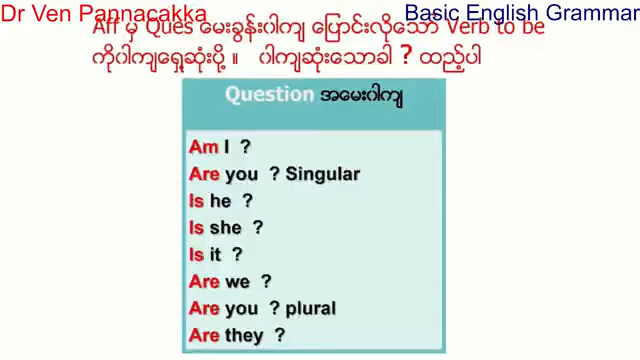 Dr Ven Pannacakka
Basic English Grammar
Aff မှ Ques မေးခွန်းဝါကျ ပြောင်းလိုသော် Verb to be
ကိုဝါကျရှေ့ဆုံးပို့ ။ ဝါကျဆုံးသောခါ ? ထည့်ပါ
Question အမေးဝါကျ
Am I ?
Are you ? Singular
Is he ?
Is she ?
Is it ?
Are we ?
Are you ? plural
Are they ?